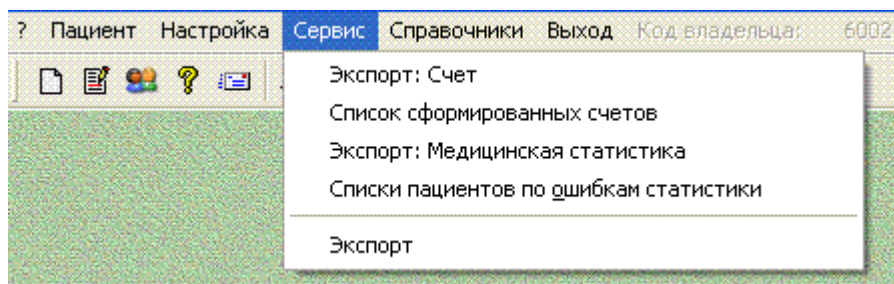 ? Пациент Настройка Сервис Справочники Выход Код владельца: 6002
Экспорт: Счет
Список сформированных счетов
Экспорт: Медицинская статистика
Списки пациентов по ошибкам статистики
Экспорт